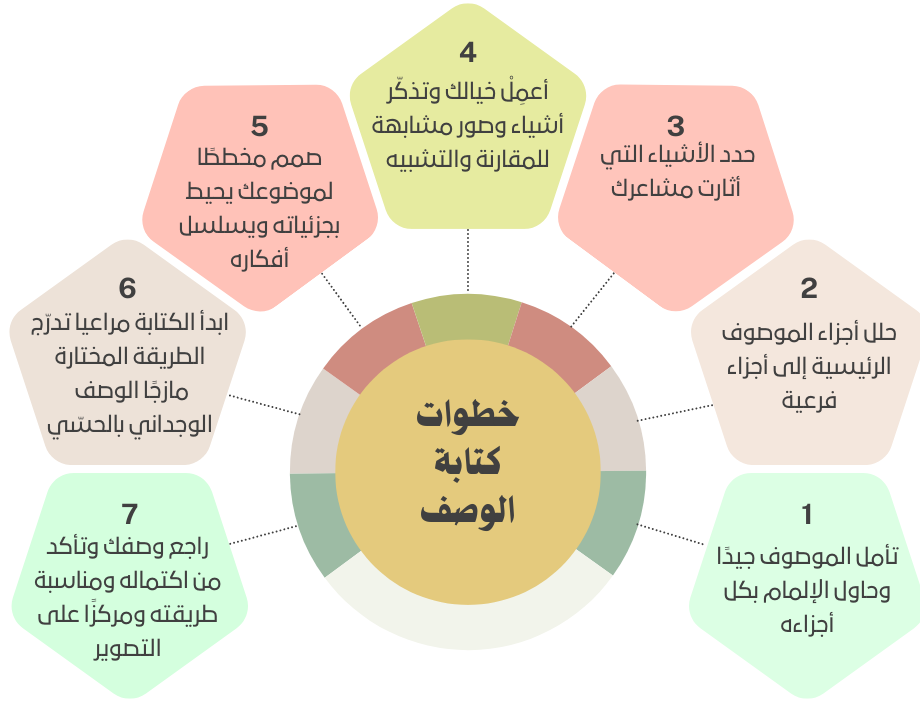 خطوات
كتابة
الوصف
1
تأمل الموصوف جيدًا
وحاول الإلمام بكل
أجزاءه
2
حلل أجزاء الموصوف
الرئيسية إلى أجزاء
فرعية
3
حدد الأشياء التي
أثارت مشاعرك
4
أعمِلْ خيالك وتذكّر
أشياء وصور مشابهة
للمقارنة والتشبيه
5
صمم مخططًا
لموضوعك يحيط
بجزئياته ويسلسل
أفكاره
6
ابدأ الكتابة مراعيا تدرّج
الطريقة المختارة
مازجًا الوصف
الوجداني بالحسّي
7
راجع وصفك وتأكد
من اكتماله ومناسبة
طريقته ومركزًا على
التصوير